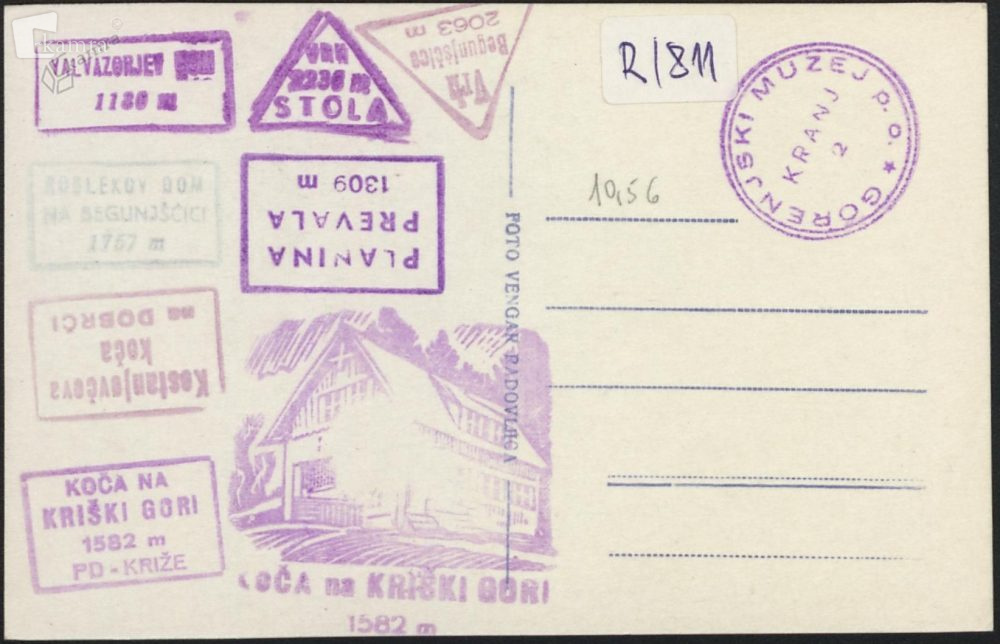 kamra
VALVAZORJEV DOM
1180 m
VRH
2236 m
STOLA
Vrh
Begunjščice
2063 m
ROBLEKOV DOM
NA BEGUNJŠČICI
1757 m
PLANINA
PREVALA
1309 m
Kostanjovčeva
koča
na DOBRČI
KOČA NA
KRIŠKI GORI
1582 m
PD-KRIŽE
KOČA na KRIŠKI GORI
1582 m
FOTO VENGAR RADOVLJICA
R/811
GORENJSKI MUZEJ p.o.
KRANJ
2
10,56